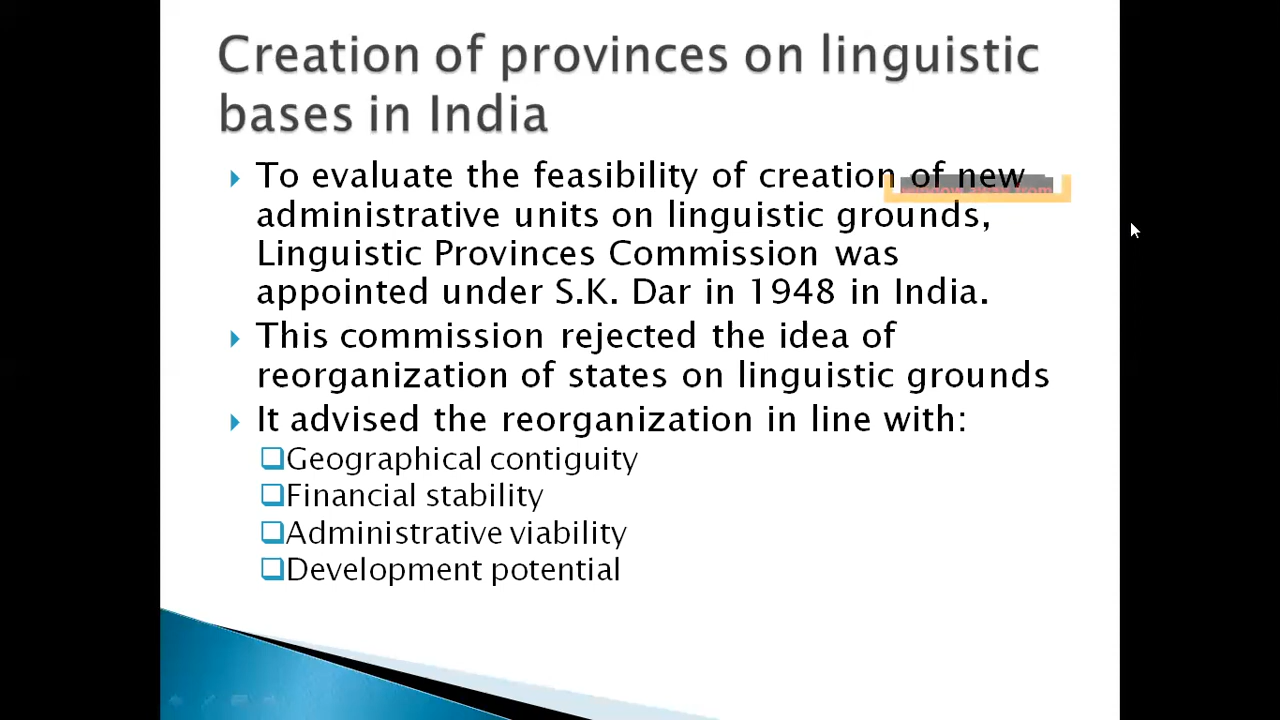 Creation of provinces on linguistic
bases in India
To evaluate the feasibility of creation of new
administrative units on linguistic grounds,
Linguistic Provinces Commission was
appointed under S.K. Dar in 1948 in India.
This commission rejected the idea of
reorganization of states on linguistic grounds
It advised the reorganization in line with:
Geographical contiguity
Financial stability
Administrative viability
Development potential